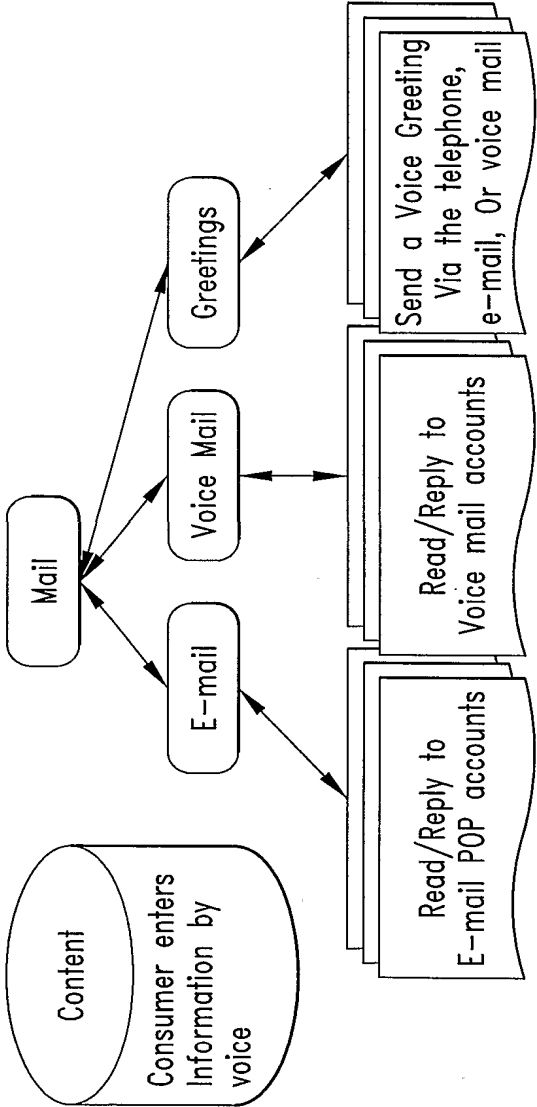 Content
Consumer enters
Information by
voice
Mail
E-mail
Voice Mail
Greetings
Read/Reply to
E-mail POP accounts
Read/Reply to
Voice mail accounts
Send a Voice Greeting
Via the telephone,
e-mail, Or voice mail